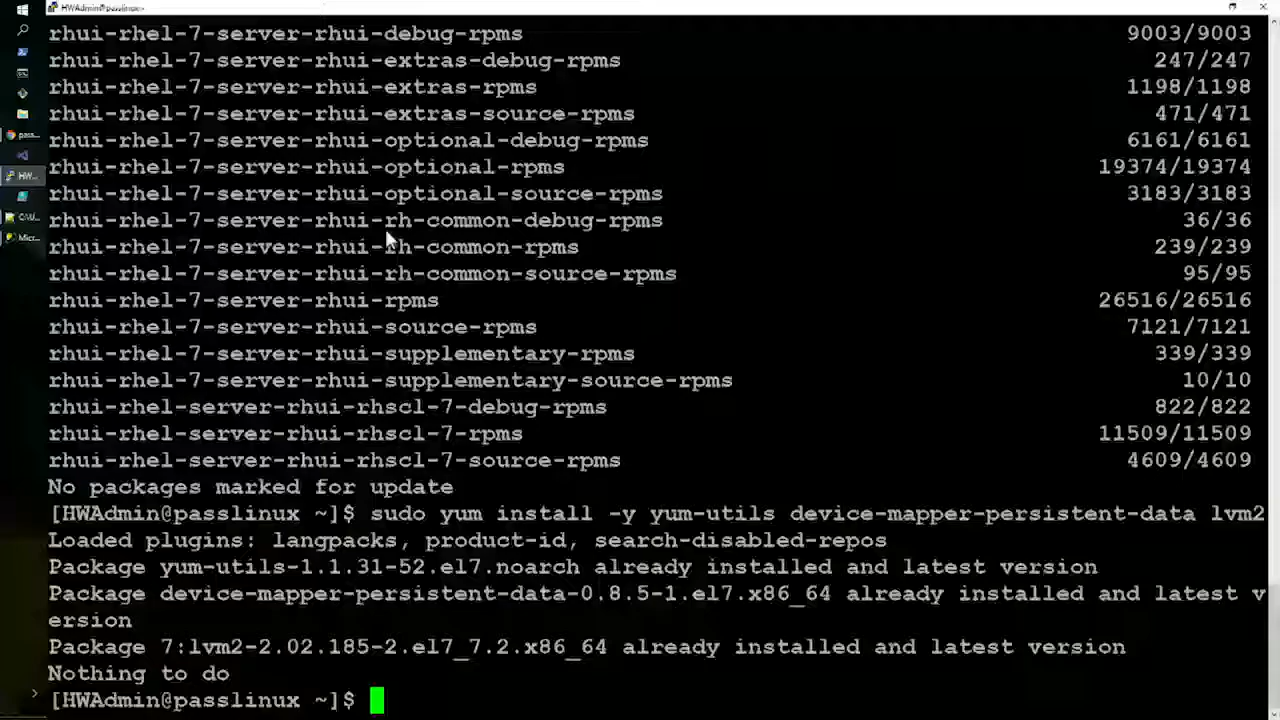 HWAdmin@passlinux:~
rhui-rhel-7-server-rhui-debug-rpms 9003/9003
rhui-rhel-7-server-rhui-extras-debug-rpms 247/247
rhui-rhel-7-server-rhui-extras-rpms 1198/1198
rhui-rhel-7-server-rhui-extras-source-rpms 471/471
rhui-rhel-7-server-rhui-optional-debug-rpms 6161/6161
rhui-rhel-7-server-rhui-optional-rpms 19374/19374
rhui-rhel-7-server-rhui-optional-source-rpms 3183/3183
rhui-rhel-7-server-rhui-rh-common-debug-rpms 36/36
rhui-rhel-7-server-rhui-rh-common-rpms 239/239
rhui-rhel-7-server-rhui-rh-common-source-rpms 95/95
rhui-rhel-7-server-rhui-rpms 26516/26516
rhui-rhel-7-server-rhui-source-rpms 7121/7121
rhui-rhel-7-server-rhui-supplementary-rpms 339/339
rhui-rhel-7-server-rhui-supplementary-source-rpms 10/10
rhui-rhel-server-rhui-rhscl-7-debug-rpms 822/822
rhui-rhel-server-rhui-rhscl-7-rpms 11509/11509
rhui-rhel-server-rhui-rhscl-7-source-rpms 4609/4609
No packages marked for update
[HWAdmin@passlinux ~]$ sudo yum install -y yum-utils device-mapper-persistent-data lvm2
Loaded plugins: langpacks, product-id, search-disabled-repos
Package yum-utils-1.1.31-52.el7.noarch already installed and latest version
Package device-mapper-persistent-data-0.8.5-1.el7.x86_64 already installed and latest v
ersion
Package 7:lvm2-2.02.185-2.el7_7.2.x86_64 already installed and latest version
Nothing to do
[HWAdmin@passlinux ~]$
pass...
HW...
C:\U...
Micr...